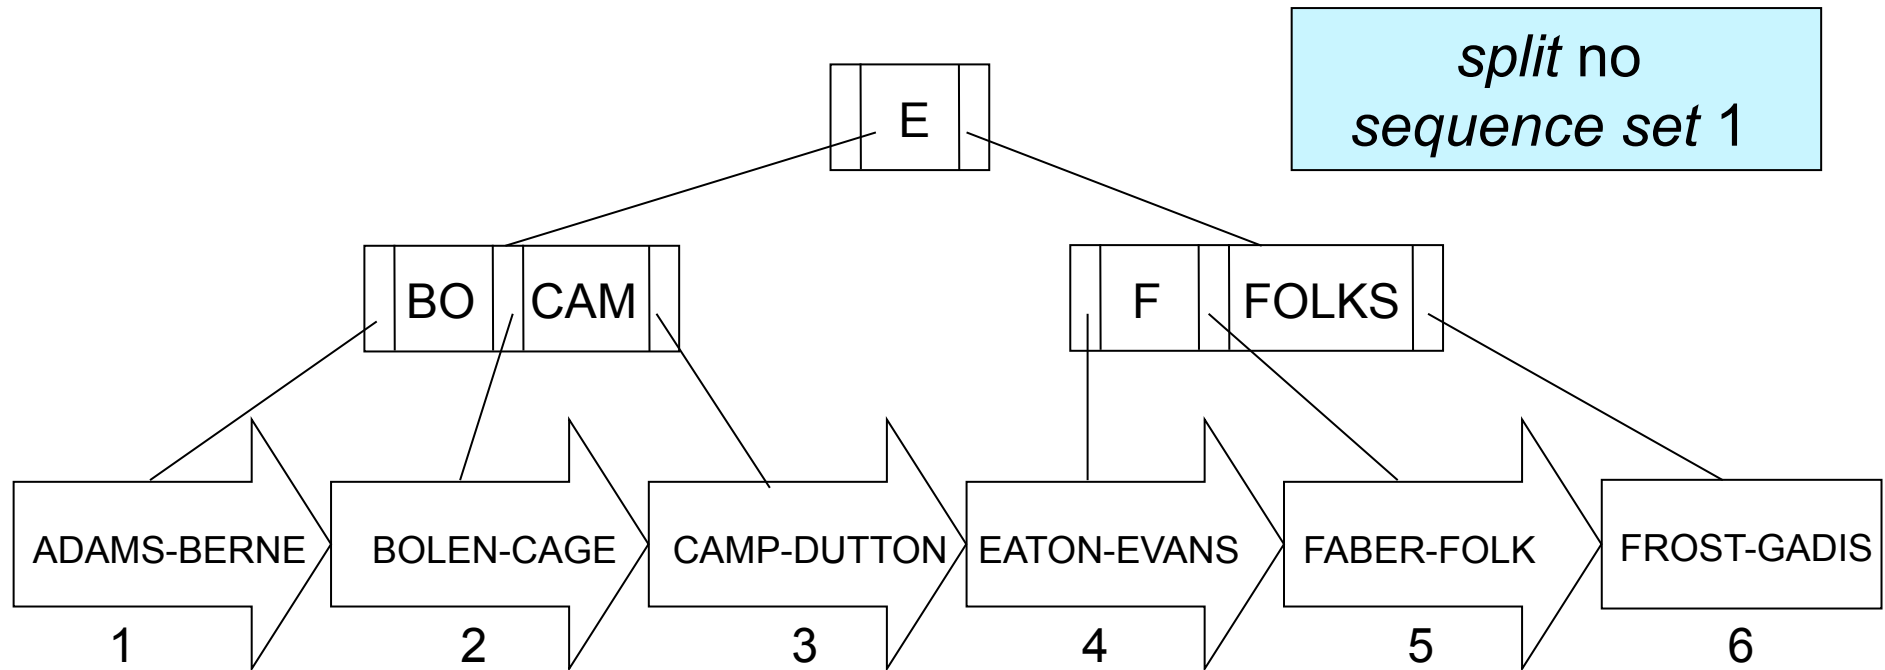 split no
sequence set 1
E
BO CAM
F FOLKS
ADAMS-BERNE
BOLEN-CAGE
CAMP-DUTTON
EATON-EVANS
FABER-FOLK
FROST-GADIS
1
2
3
4
5
6